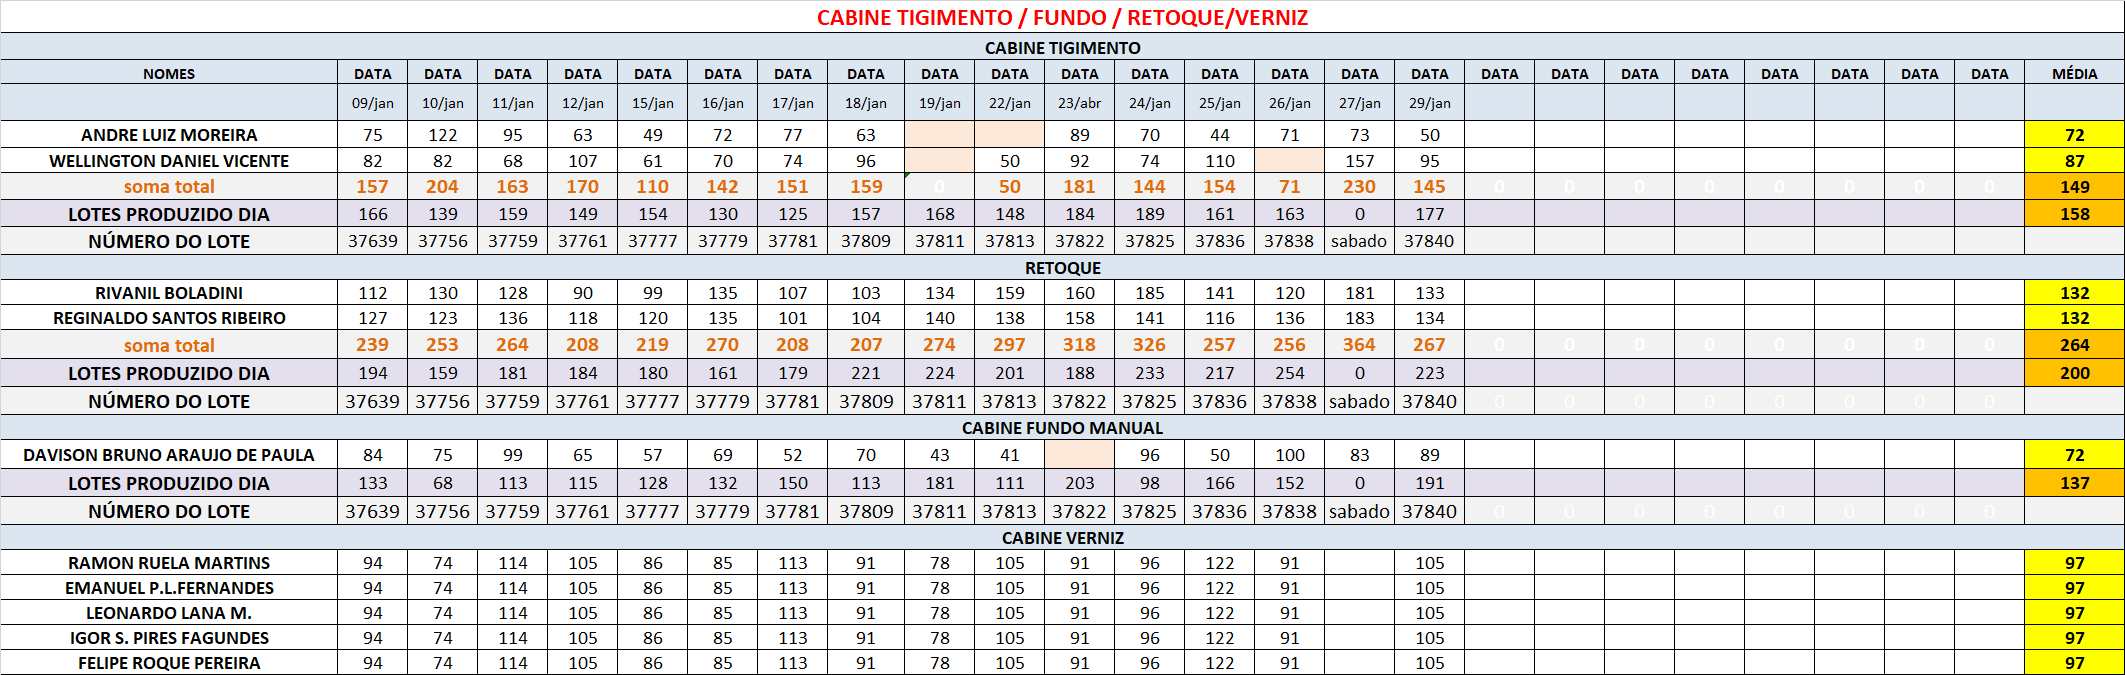 CABINE TIGIMENTO / FUNDO / RETOQUE/VERNIZ
CABINE TIGIMENTO
NOMES DATA DATA DATA DATA DATA DATA DATA DATA DATA DATA DATA DATA DATA DATA DATA DATA DATA DATA DATA DATA DATA DATA DATA DATA MÉDIA
09/jan 10/jan 11/jan 12/jan 15/jan 16/jan 17/jan 18/jan 19/jan 22/jan 23/abr 24/jan 25/jan 26/jan 27/jan 29/jan
ANDRE LUIZ MOREIRA 75 122 95 63 49 72 77 63 89 70 44 71 73 50 72
WELLINGTON DANIEL VICENTE 82 82 68 107 61 70 74 96 50 92 74 110 157 95 87
soma total 157 204 163 170 110 142 151 159 0 50 181 144 154 71 230 145 0 0 0 0 0 0 0 0 149
LOTES PRODUZIDO DIA 166 139 159 149 154 130 125 157 168 148 184 189 161 163 0 177 158
NÚMERO DO LOTE 37639 37756 37759 37761 37777 37779 37781 37809 37811 37813 37822 37825 37836 37838 sabado 37840
RETOQUE
RIVANIL BOLADINI 112 130 128 90 99 135 107 103 134 159 160 185 141 120 181 133 132
REGINALDO SANTOS RIBEIRO 127 123 136 118 120 135 101 104 140 138 158 141 116 136 183 134 132
soma total 239 253 264 208 219 270 208 207 274 297 318 326 257 256 364 267 0 0 0 0 0 0 0 0 264
LOTES PRODUZIDO DIA 194 159 181 184 180 161 179 221 224 201 188 233 217 254 0 223 200
NÚMERO DO LOTE 37639 37756 37759 37761 37777 37779 37781 37809 37811 37813 37822 37825 37836 37838 sabado 37840 0 0 0 0 0 0 0 0
CABINE FUNDO MANUAL
DAVISON BRUNO ARAUJO DE PAULA 84 75 99 65 57 69 52 70 43 41 96 50 100 83 89 72
LOTES PRODUZIDO DIA 133 68 113 115 128 132 150 113 181 111 203 98 166 152 0 191 137
NÚMERO DO LOTE 37639 37756 37759 37761 37777 37779 37781 37809 37811 37813 37822 37825 37836 37838 sabado 37840 0 0 0 0 0 0 0 0
CABINE VERNIZ
RAMON RUELA MARTINS 94 74 114 105 86 85 113 91 78 105 91 96 122 91 105 97
EMANUEL P.L.FERNANDES 94 74 114 105 86 85 113 91 78 105 91 96 122 91 105 97
LEONARDO LANA M. 94 74 114 105 86 85 113 91 78 105 91 96 122 91 105 97
IGOR S. PIRES FAGUNDES 94 74 114 105 86 85 113 91 78 105 91 96 122 91 105 97
FELIPE ROQUE PEREIRA 94 74 114 105 86 85 113 91 78 105 91 96 122 91 105 97